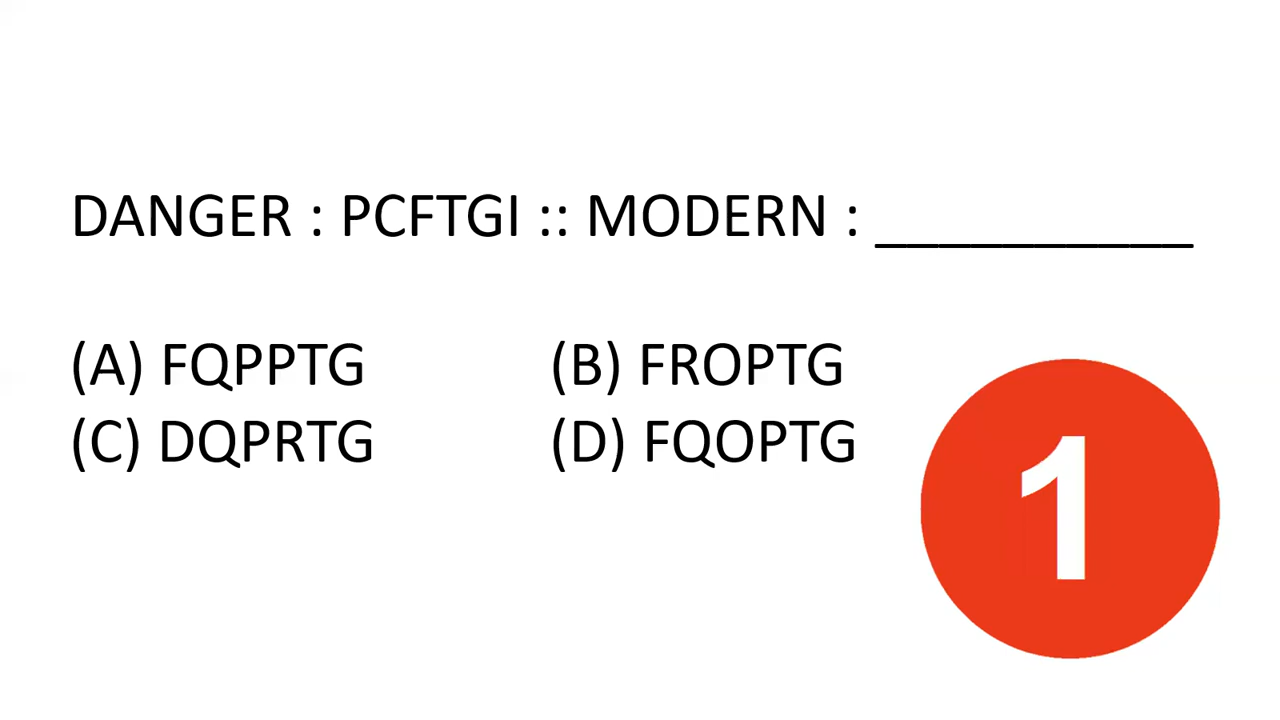 DANGER : PCFTGI :: MODERN : __________
(A) FQPPTG (B) FROPTG
(C) DQPRTG (D) FQOPTG
1